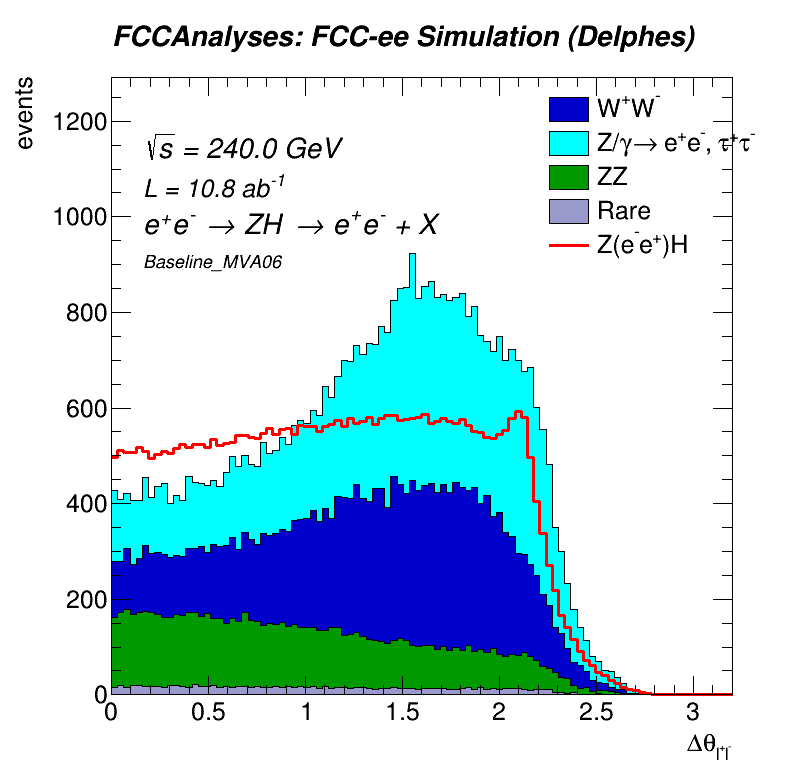 FCCAnalyses: FCC-ee Simulation (Delphes)
events
√s = 240.0 GeV
L = 10.8 ab⁻¹
e⁺e⁻ → ZH → e⁺e⁻ + X
Baseline_MVA06
W⁺W⁻
Z/γ→ e⁺e⁻, τ⁺τ⁻
ZZ
Rare
Z(e⁻e⁺)H
1200
1000
800
600
400
200
0
0 0.5 1 1.5 2 2.5 3
Δθ_l⁺l⁻